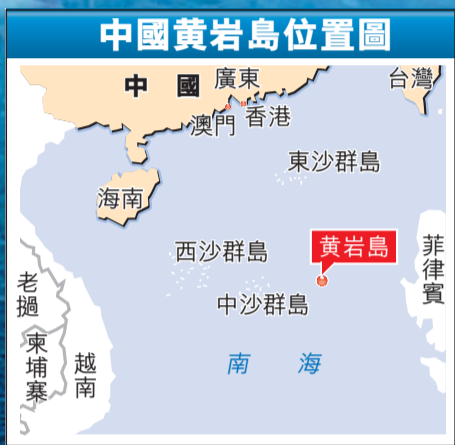 中國黄岩島位置圖
中國
廣東
台灣
澳門
香港
東沙群島
海南
西沙群島
黄岩島
菲律賓
中沙群島
老撾
柬埔寨
越南
南海